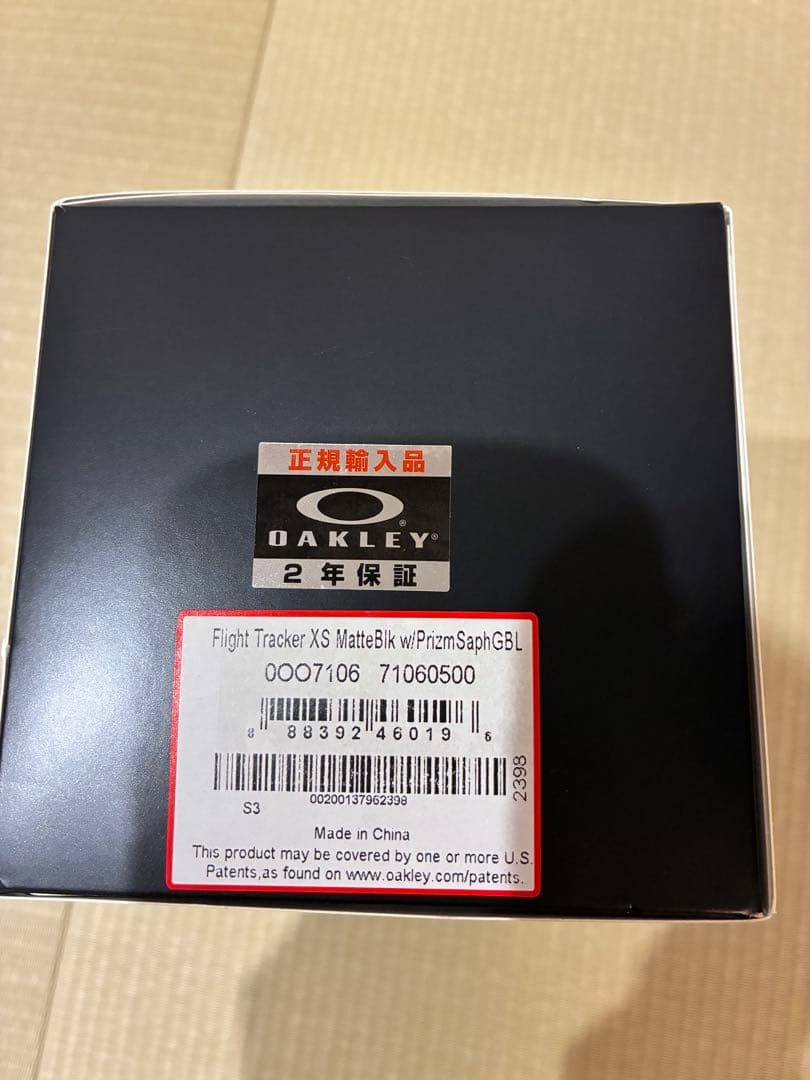 正規輸入品
OAKLEY®
2年保証
Flight Tracker XS MatteBlk w/PrizmSaphGBL
0OO7106 71060500
8 88392 46019 6
2398
S3
00200137962398
Made in China
This product may be covered by one or more U.S.
Patents,as found on www.oakley.com/patents.